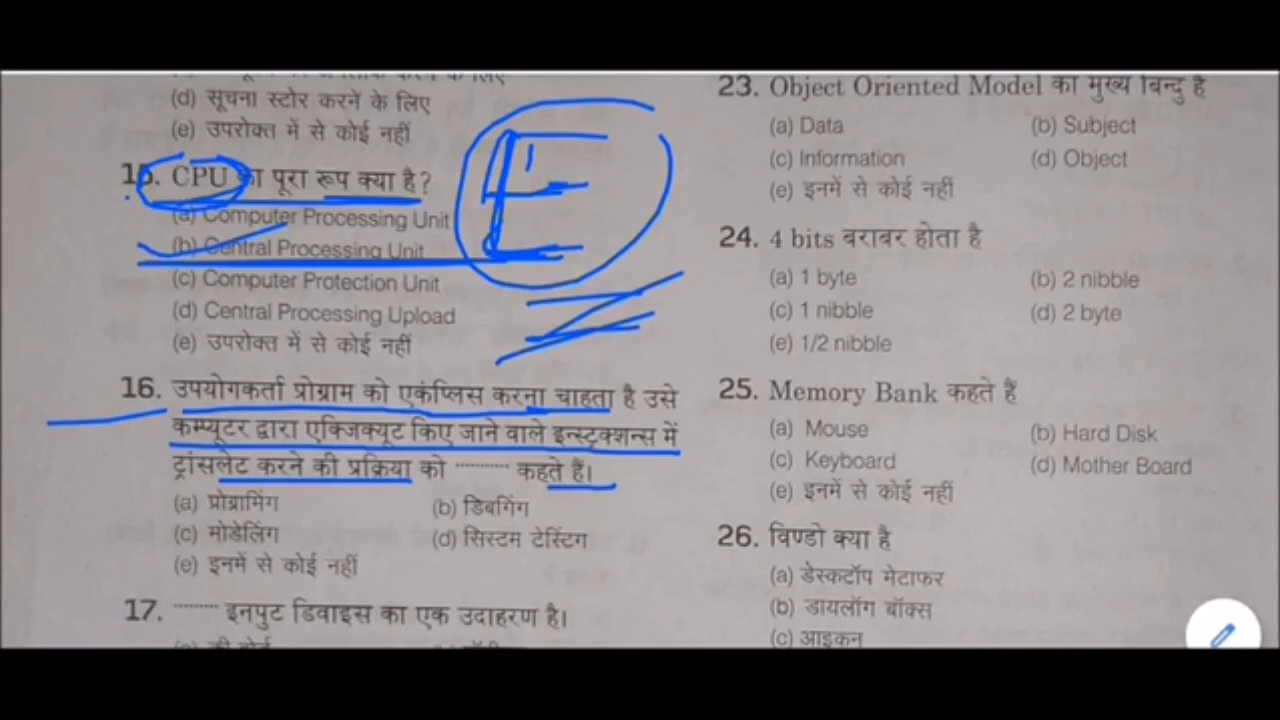 (d) सूचना स्टोर करने के लिए
(e) उपरोक्त में से कोई नहीं
15. CPU का पूरा रूप क्या है?
(a) Computer Processing Unit
(b) Central Processing Unit
(c) Computer Protection Unit
(d) Central Processing Upload
(e) उपरोक्त में से कोई नहीं
E
16. उपयोगकर्ता प्रोग्राम को एकंप्लिस करना चाहता है उसे
कम्प्यूटर द्वारा एक्जिक्यूट किए जाने वाले इन्स्ट्रक्शन्स में
ट्रांसलेट करने की प्रक्रिया को ........... कहते हैं।
(a) प्रोग्रामिंग (b) डिबगिंग
(c) मोडेलिंग (d) सिस्टम टेस्टिंग
(e) इनमें से कोई नहीं
17. ......... इनपुट डिवाइस का एक उदाहरण है।
23. Object Oriented Model का मुख्य बिन्दु है
(a) Data (b) Subject
(c) Information (d) Object
(e) इनमें से कोई नहीं
24. 4 bits बराबर होता है
(a) 1 byte (b) 2 nibble
(c) 1 nibble (d) 2 byte
(e) 1/2 nibble
25. Memory Bank कहते हैं
(a) Mouse (b) Hard Disk
(c) Keyboard (d) Mother Board
(e) इनमें से कोई नहीं
26. विण्डो क्या है
(a) डेस्कटॉप मेटाफर
(b) डायलॉग बॉक्स
(c) आइकन